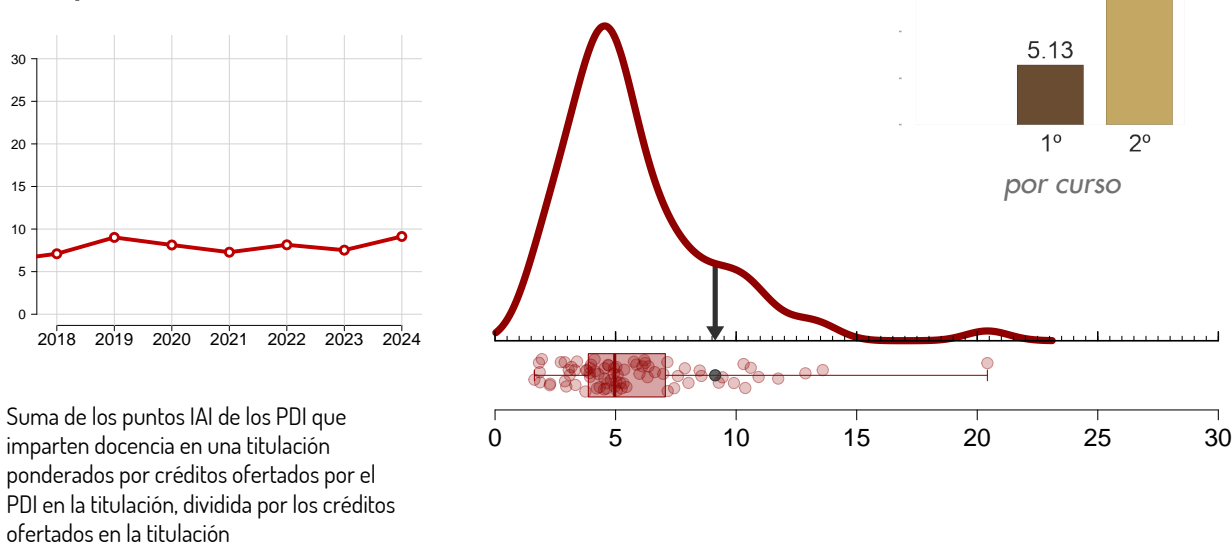 30
25
20
15
10
5
0
2018 2019 2020 2021 2022 2023 2024
5.13
1º 2º
por curso
0 5 10 15 20 25 30
Suma de los puntos IAI de los PDI que
imparten docencia en una titulación
ponderados por créditos ofertados por el
PDI en la titulación, dividida por los créditos
ofertados en la titulación